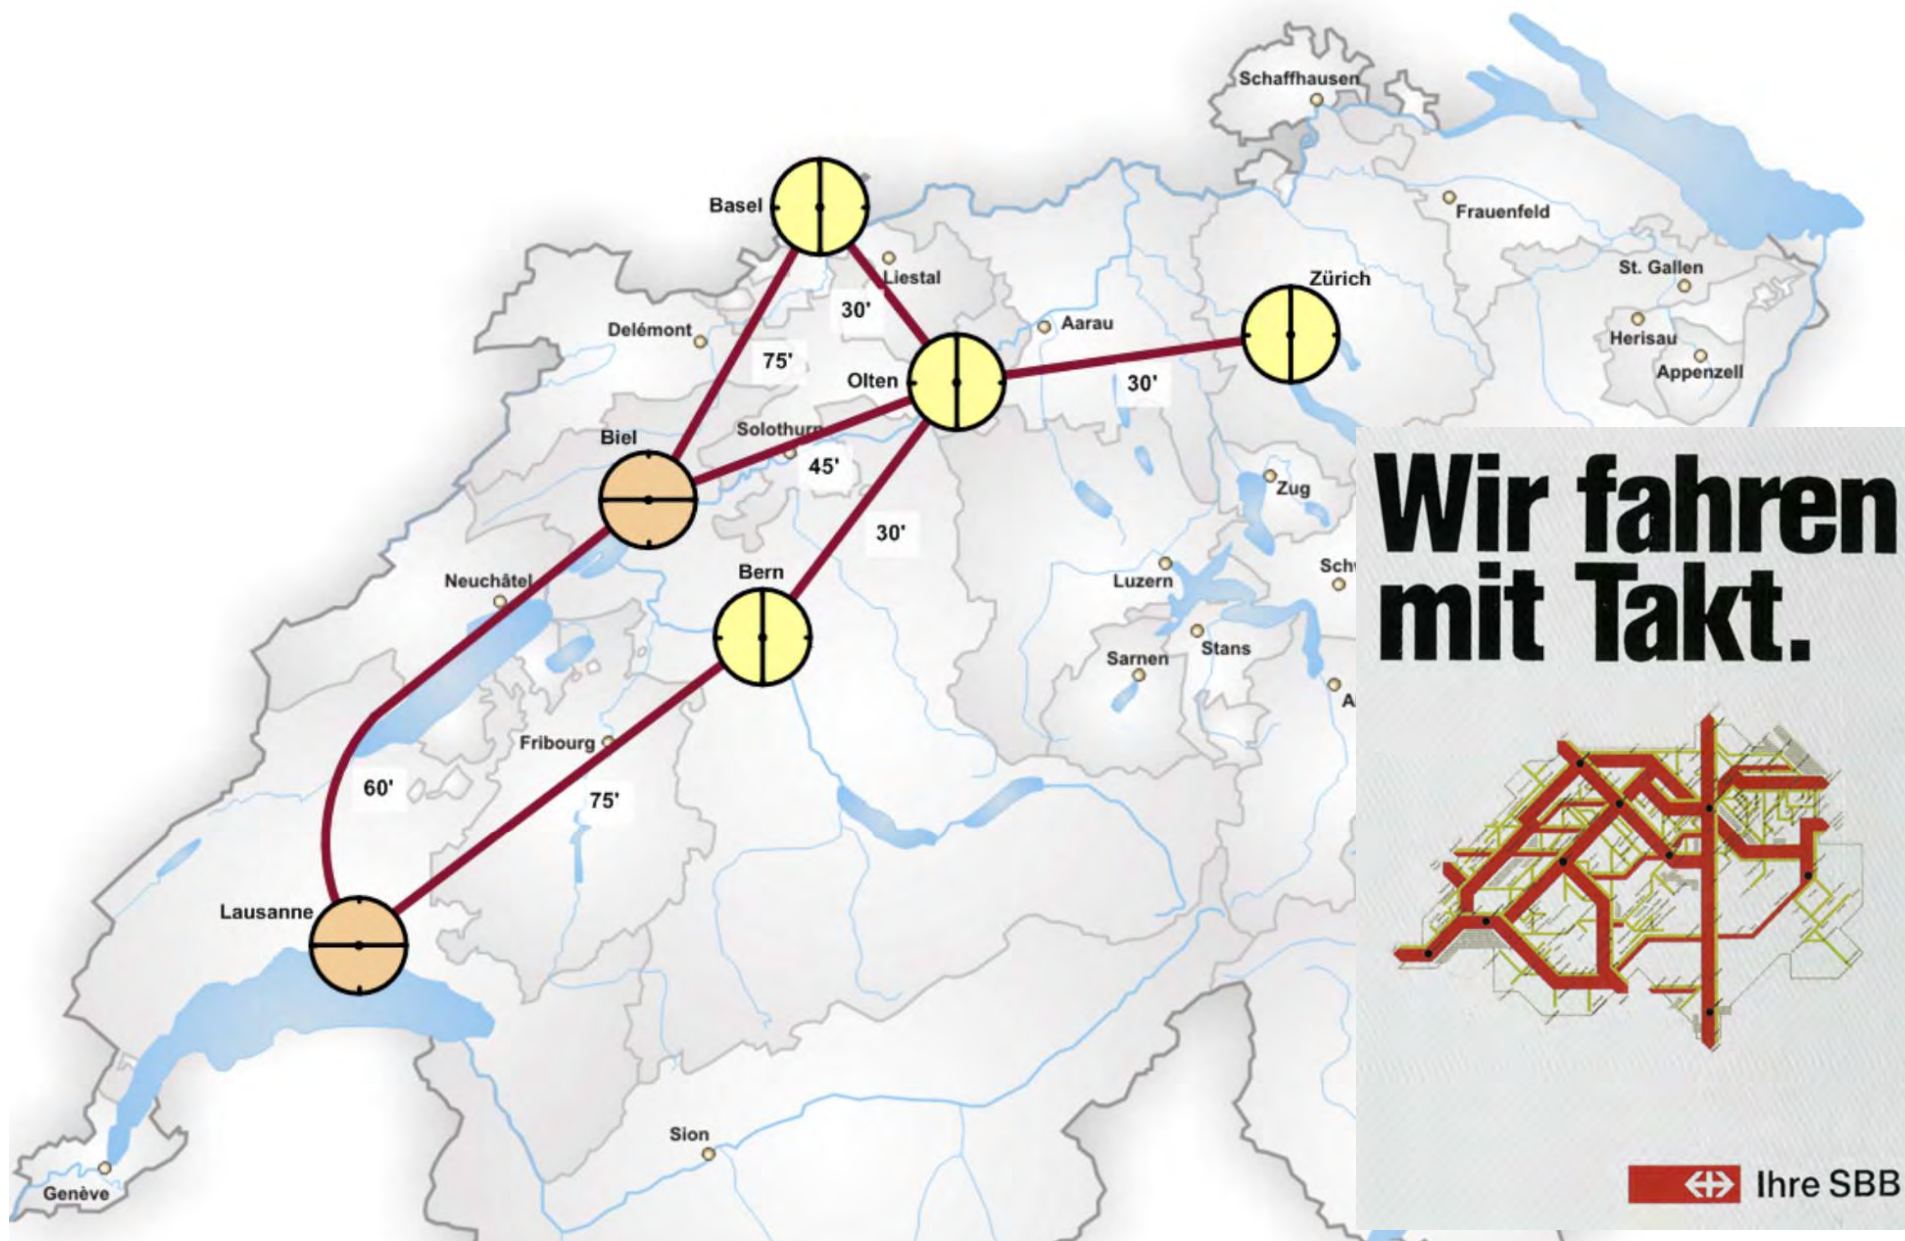 Schaffhausen
Basel
Frauenfeld
Liestal
Zürich
St. Gallen
30'
Delémont
Aarau
Herisau
75'
Olten
30'
Appenzell
Biel
Solothurn
45'
Zug
Wir fahren
mit Takt.
30'
Neuchâtel
Bern
Luzern
Sch
Stans
Sarnen
A
Fribourg
60'
75'
Lausanne
Sion
Genève
Ihre SBB